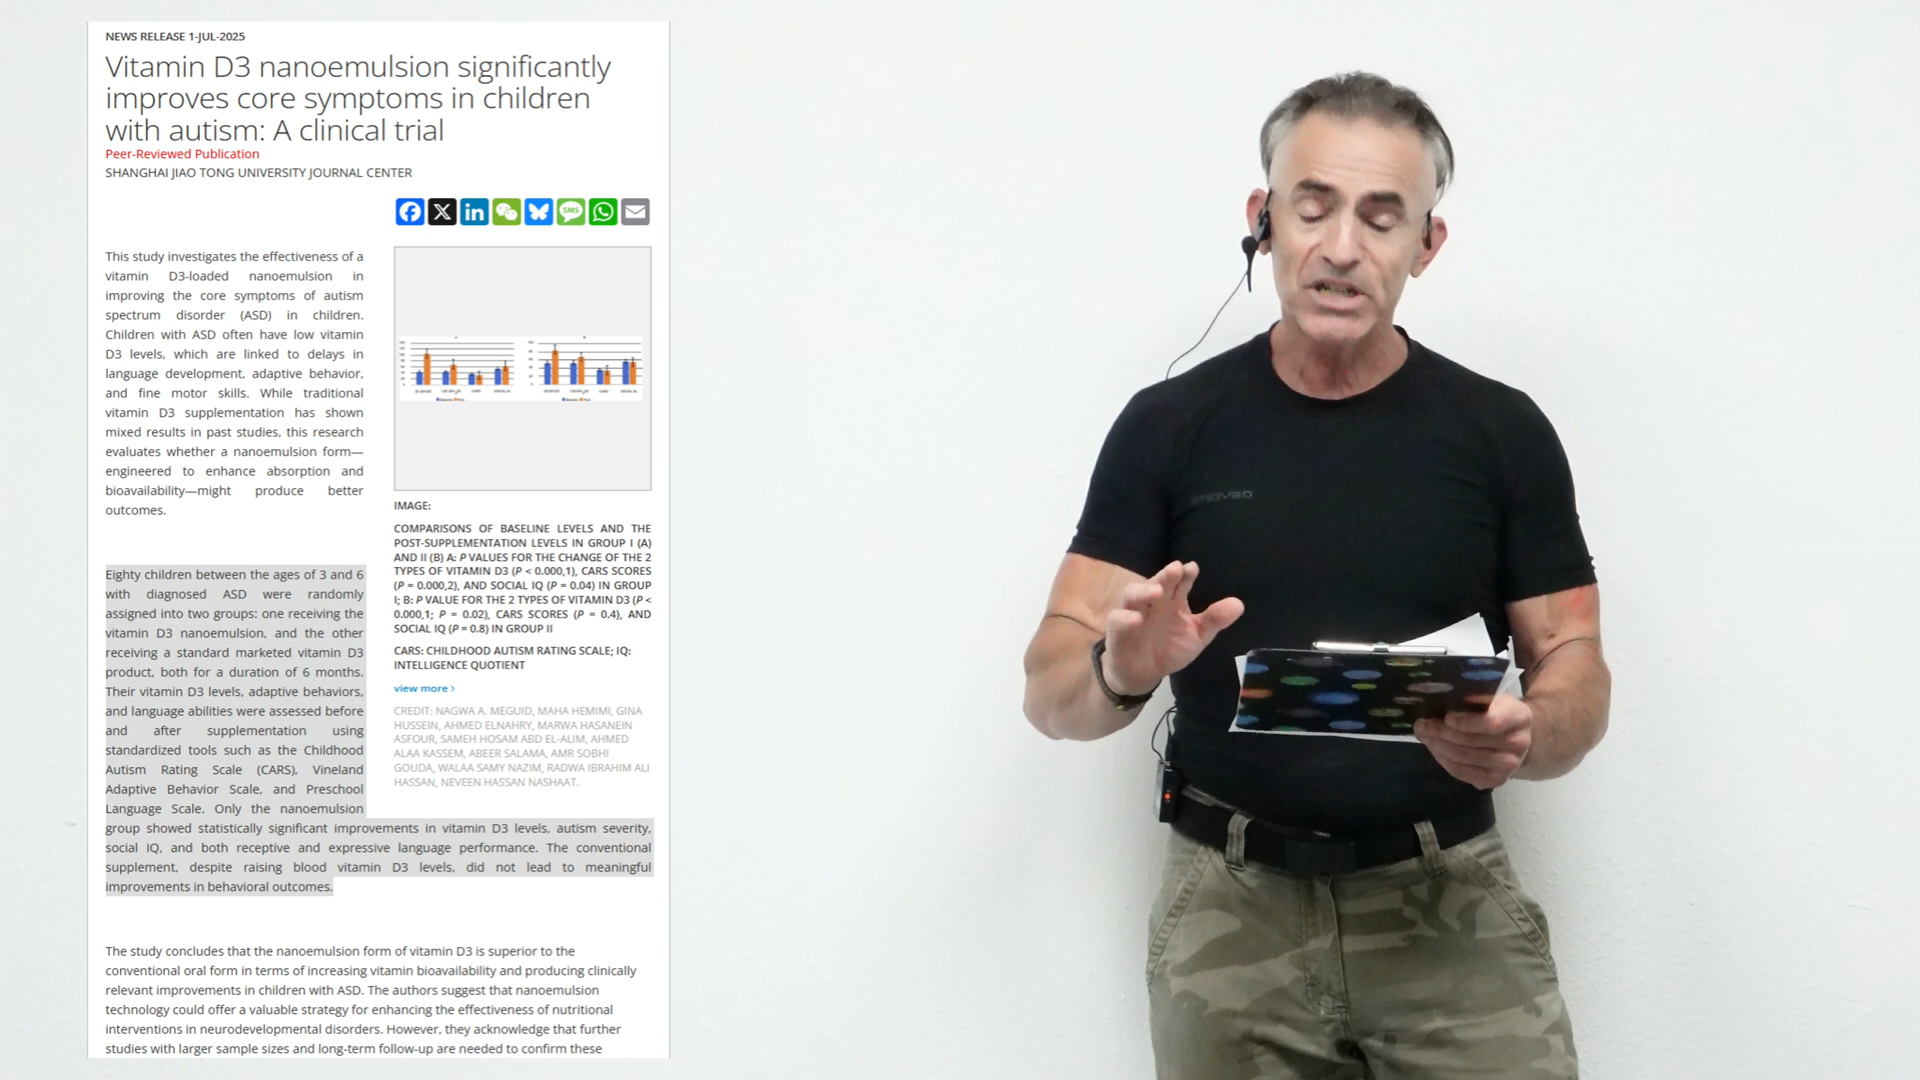 NEWS RELEASE 1-JUL-2025
Vitamin D3 nanoemulsion significantly
improves core symptoms in children
with autism: A clinical trial
Peer-Reviewed Publication
SHANGHAI JIAO TONG UNIVERSITY JOURNAL CENTER
SMS
This study investigates the effectiveness of a
vitamin D3-loaded nanoemulsion in
improving the core symptoms of autism
spectrum disorder (ASD) in children.
Children with ASD often have low vitamin
D3 levels, which are linked to delays in
language development, adaptive behavior,
and fine motor skills. While traditional
vitamin D3 supplementation has shown
mixed results in past studies, this research
evaluates whether a nanoemulsion form—
engineered to enhance absorption and
bioavailability—might produce better
outcomes.
IMAGE:
COMPARISONS OF BASELINE LEVELS AND THE
POST-SUPPLEMENTATION LEVELS IN GROUP I (A)
AND II (B) A: P VALUES FOR THE CHANGE OF THE 2
TYPES OF VITAMIN D3 (P < 0.000,1), CARS SCORES
(P = 0.000,2), AND SOCIAL IQ (P = 0.04) IN GROUP
I; B: P VALUE FOR THE 2 TYPES OF VITAMIN D3 (P <
0.000,1; P = 0.02), CARS SCORES (P = 0.4), AND
SOCIAL IQ (P = 0.8) IN GROUP II
CARS: CHILDHOOD AUTISM RATING SCALE; IQ:
INTELLIGENCE QUOTIENT
view more >
CREDIT: NAGWA A. MEGUID, MAHA HEMIMI, GINA
HUSSEIN, AHMED ELNAHRY, MARWA HASANEIN
ASFOUR, SAMEH HOSAM ABD EL-ALIM, AHMED
ALAA KASSEM, ABEER SALAMA, AMR SOBHI
GOUDA, WALAA SAMY NAZIM, RADWA IBRAHIM ALI
HASSAN, NEVEEN HASSAN NASHAAT.
Eighty children between the ages of 3 and 6
with diagnosed ASD were randomly
assigned into two groups: one receiving the
vitamin D3 nanoemulsion, and the other
receiving a standard marketed vitamin D3
product, both for a duration of 6 months.
Their vitamin D3 levels, adaptive behaviors,
and language abilities were assessed before
and after supplementation using
standardized tools such as the Childhood
Autism Rating Scale (CARS), Vineland
Adaptive Behavior Scale, and Preschool
Language Scale. Only the nanoemulsion
group showed statistically significant improvements in vitamin D3 levels, autism severity,
social IQ, and both receptive and expressive language performance. The conventional
supplement, despite raising blood vitamin D3 levels, did not lead to meaningful
improvements in behavioral outcomes.
The study concludes that the nanoemulsion form of vitamin D3 is superior to the
conventional oral form in terms of increasing vitamin bioavailability and producing clinically
relevant improvements in children with ASD. The authors suggest that nanoemulsion
technology could offer a valuable strategy for enhancing the effectiveness of nutritional
interventions in neurodevelopmental disorders. However, they acknowledge that further
studies with larger sample sizes and long-term follow-up are needed to confirm these